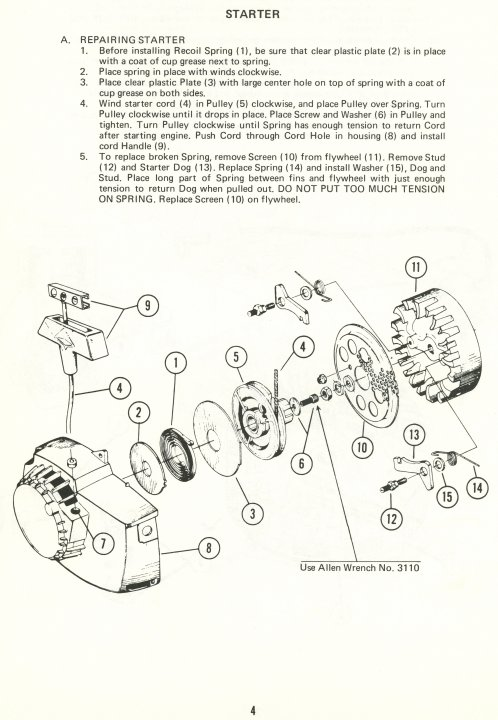 STARTER
A. REPAIRING STARTER
1. Before installing Recoil Spring (1), be sure that clear plastic plate (2) is in place
with a coat of cup grease next to spring.
2. Place spring in place with winds clockwise.
3. Place clear plastic Plate (3) with large center hole on top of spring with a coat of
cup grease on both sides.
4. Wind starter cord (4) in Pulley (5) clockwise, and place Pulley over Spring. Turn
Pulley clockwise until it drops in place. Place Screw and Washer (6) in Pulley and
tighten. Turn Pulley clockwise until Spring has enough tension to return Cord
after starting engine. Push Cord through Cord Hole in housing (8) and install
cord Handle (9).
5. To replace broken Spring, remove Screen (10) from flywheel (11). Remove Stud
(12) and Starter Dog (13). Replace Spring (14) and install Washer (15), Dog and
Stud. Place long part of Spring between fins and flywheel with just enough
tension to return Dog when pulled out. DO NOT PUT TOO MUCH TENSION
ON SPRING. Replace Screen (10) on flywheel.
11
9
4
1
5
4
2
10
6
13
3
14
15
12
7
8
Use Allen Wrench No. 3110
4